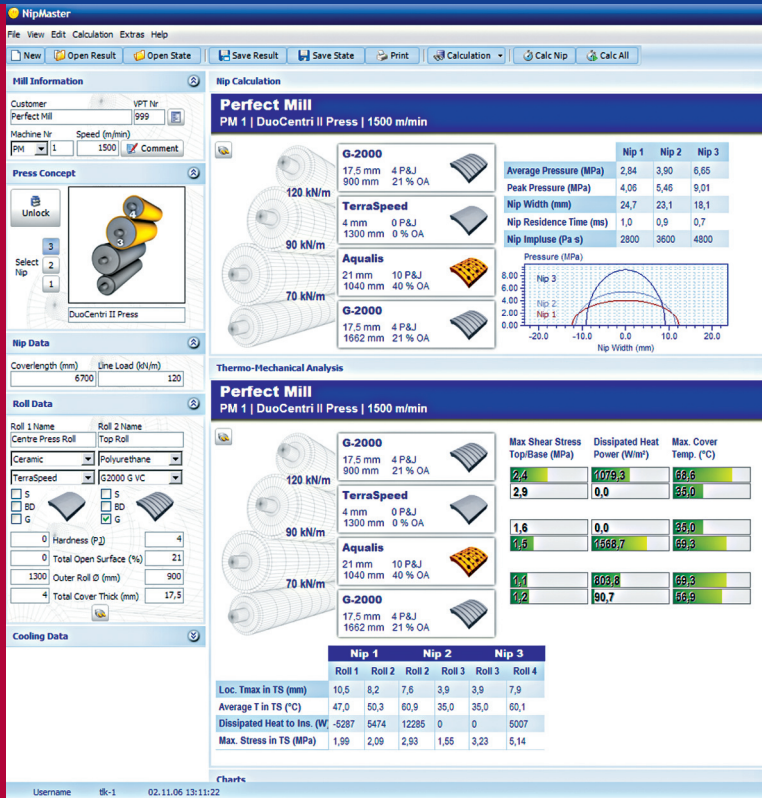 NipMaster
File View Edit Calculation Extras Help
New Open Result Open State Save Result Save State Print Calculation Calc Nip Calc All
Mill Information
Customer VPT Nr
Perfect Mill 999
Machine Nr Speed (m/min)
PM 1 1500 Comment
Press Concept
Unlock
Select Nip
3
2
1
4
3
DuoCentri II Press
Nip Data
Coverlength (mm) Line Load (kN/m)
6700 120
Roll Data
Roll 1 Name Roll 2 Name
Centre Press Roll Top Roll
Ceramic Polyurethane
TerraSpeed G2000 G VC
S S
BD BD
G G
0 Hardness (PJ) 4
0 Total Open Surface (%) 21
1300 Outer Roll Ø (mm) 900
4 Total Cover Thick (mm) 17,5
Cooling Data
Nip Calculation
Perfect Mill
PM 1 | DuoCentri II Press | 1500 m/min
G-2000
17,5 mm 4 P&J
900 mm 21 % OA
120 kN/m
TerraSpeed
4 mm 0 P&J
1300 mm 0 % OA
90 kN/m
Aqualis
21 mm 10 P&J
1040 mm 40 % OA
70 kN/m
G-2000
17,5 mm 4 P&J
1662 mm 21 % OA
Nip 1 Nip 2 Nip 3
Average Pressure (MPa) 2,84 3,90 6,65
Peak Pressure (MPa) 4,06 5,46 9,01
Nip Width (mm) 24,7 23,1 18,1
Nip Residence Time (ms) 1,0 0,9 0,7
Nip Impluse (Pa s) 2800 3600 4800
Pressure (MPa)
8.00
6.00
4.00
2.00
0.00
Nip 3
Nip 2
Nip 1
-20.0 -10.0 0.0 10.0 20.0
Nip Width (mm)
Thermo-Mechanical Analysis
Perfect Mill
PM 1 | DuoCentri II Press | 1500 m/min
G-2000
17,5 mm 4 P&J
900 mm 21 % OA
120 kN/m
TerraSpeed
4 mm 0 P&J
1300 mm 0 % OA
90 kN/m
Aqualis
21 mm 10 P&J
1040 mm 40 % OA
70 kN/m
G-2000
17,5 mm 4 P&J
1662 mm 21 % OA
Max Shear Stress Dissipated Heat Max. Cover
Top/Base (MPa) Power (W/m²) Temp. (°C)
2,4 1079,3 68,6
2,9 0,0 35,0
1,6 0,0 35,0
1,5 1568,7 69,3
1,1 803,8 69,3
1,2 90,7 56,9
Nip 1 Nip 2 Nip 3
Roll 1 Roll 2 Roll 2 Roll 3 Roll 3 Roll 4
Loc. Tmax in TS (mm) 10,5 8,2 7,6 3,9 3,9 7,9
Average T in TS (°C) 47,0 50,3 60,9 35,0 35,0 60,1
Dissipated Heat to Ins. (W -5287 5474 12285 0 0 5007
Max. Stress in TS (MPa) 1,99 2,09 2,93 1,55 3,23 5,14
Charts
Username tlk-1 02.11.06 13:11:22